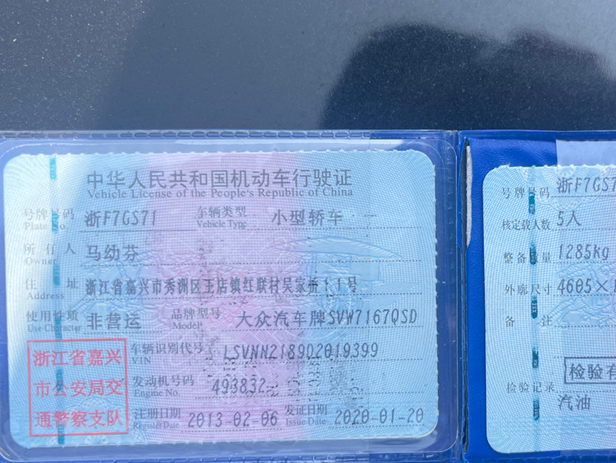 中华人民共和国机动车行驶证
Vehicle License of the People's Republic of China
号牌号码 浙F7GS71 车辆类型 小型轿车
Plate No. Vehicle Type
所有人 马幼芬
Owner
住址 浙江省嘉兴市秀洲区王店镇红联村吴家卌11号
Address
使用性质 非营运 品牌型号 大众汽车牌SVW7167QSD
Use Character Model
浙江省嘉兴
市公安局交
通警察支队
车辆识别代号 LSVNN218902019399
VIN
发动机号码 493832
Engine No.
注册日期 2013-02-06 发证日期 2020-01-20
Register Date Issue Date
号牌号码 浙F7GS7
核定载人数 5人
整备质量 1285kg
外廓尺寸 4605×
备注
检验有
检验记录
汽油